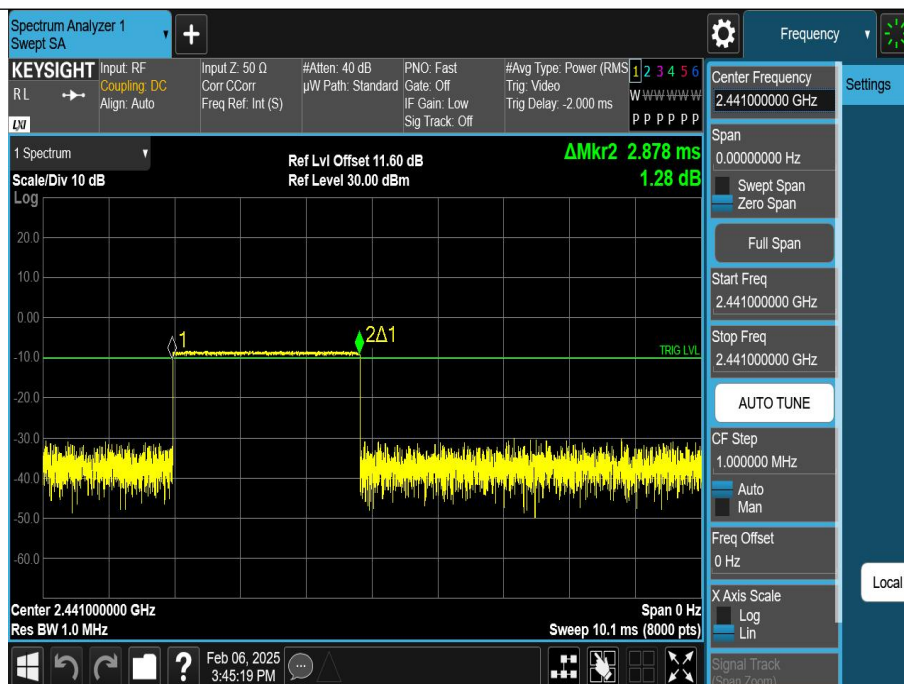 Spectrum Analyzer 1
Swept SA
+
Frequency
KEYSIGHT
RL
LXI
Input: RF
Coupling: DC
Align: Auto
Input Z: 50 Ω
Corr CCorr
Freq Ref: Int (S)
#Atten: 40 dB
µW Path: Standard
PNO: Fast
Gate: Off
IF Gain: Low
Sig Track: Off
#Avg Type: Power (RMS
Trig: Video
Trig Delay: -2.000 ms
1 2 3 4 5 6
W W W W W W
P P P P P P
1 Spectrum
Scale/Div 10 dB
Log
Ref Lvl Offset 11.60 dB
Ref Level 30.00 dBm
ΔMkr2 2.878 ms
1.28 dB
20.0
10.0
0.00
-10.0
-20.0
-30.0
-40.0
-50.0
-60.0
1
2Δ1
TRIG LVL
Center 2.441000000 GHz
Res BW 1.0 MHz
Span 0 Hz
Sweep 10.1 ms (8000 pts)
?
Feb 06, 2025
3:45:19 PM
Center Frequency
2.441000000 GHz
Span
0.00000000 Hz
Swept Span
Zero Span
Full Span
Start Freq
2.441000000 GHz
Stop Freq
2.441000000 GHz
AUTO TUNE
CF Step
1.000000 MHz
Auto
Man
Freq Offset
0 Hz
X Axis Scale
Log
Lin
Signal Track
(Span Zoom)
Settings
Local